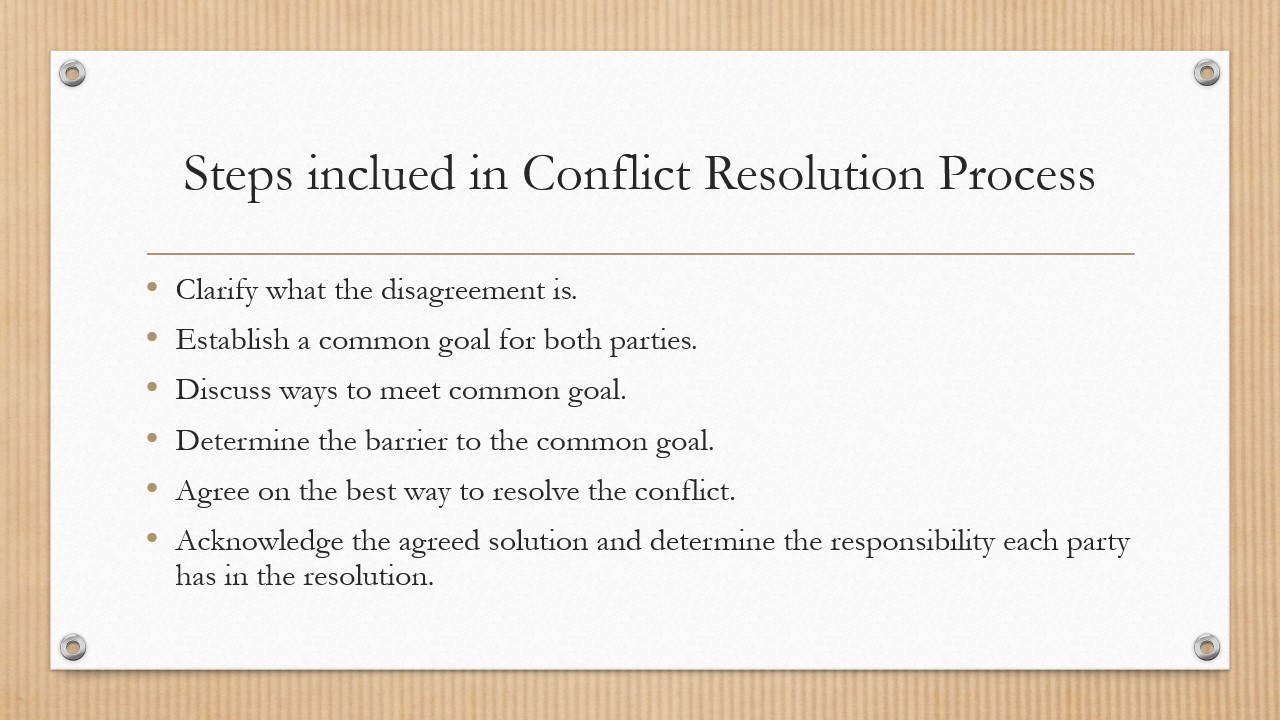 Steps inclued in Conflict Resolution Process
• Clarify what the disagreement is.
• Establish a common goal for both parties.
• Discuss ways to meet common goal.
• Determine the barrier to the common goal.
• Agree on the best way to resolve the conflict.
• Acknowledge the agreed solution and determine the responsibility each party
has in the resolution.